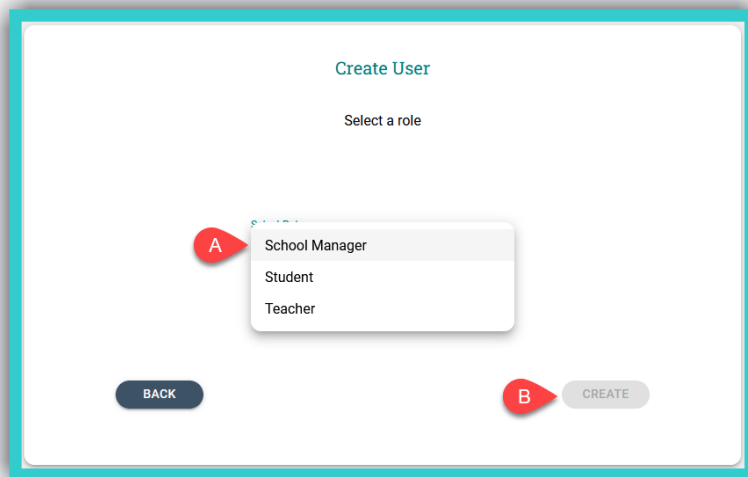 Create User
Select a role
A
School Manager
Student
Teacher
BACK
B
CREATE